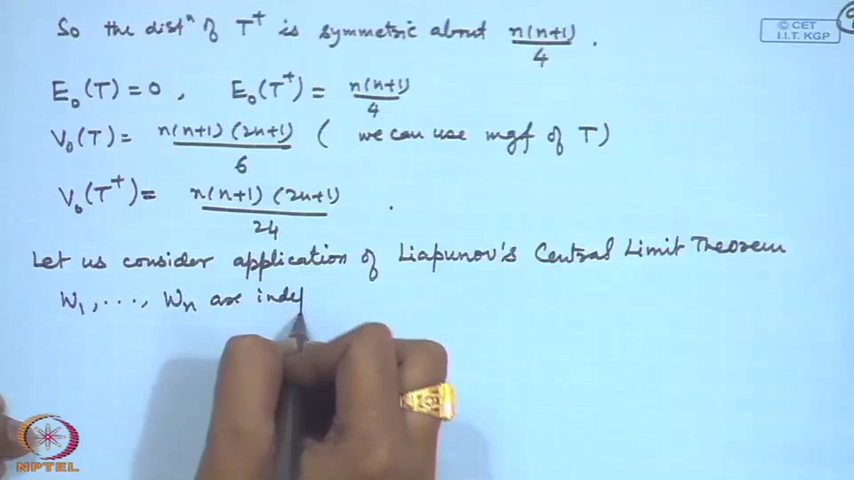 So the distⁿ of T⁺ is symmetric about n(n+1)/4 .
E₀(T) = 0 , E₀(T⁺) = n(n+1)/4
V₀(T) = n(n+1)(2n+1)/6 ( we can use mgf of T)
V₀(T⁺) = n(n+1)(2n+1)/24 .
Let us consider application of Liapunov's Central Limit Theorem
W₁, ..., Wₙ are inde
© CET
I.I.T. KGP
NPTEL